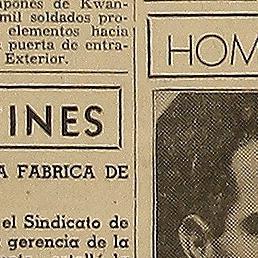 apones de Kwan-
mil soldados pro-
elementos hacia
puerta de entra-
Exterior.
INES
A FABRICA DE
el Sindicato de
gerencia de la
HOM